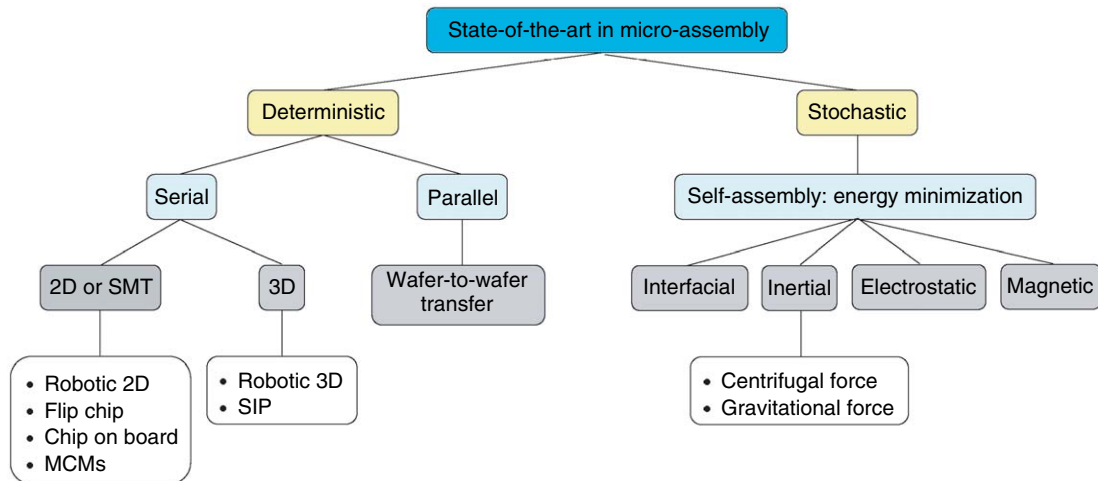 State-of-the-art in micro-assembly
Deterministic
Stochastic
Serial
Parallel
Self-assembly: energy minimization
2D or SMT
3D
Wafer-to-wafer
transfer
Interfacial
Inertial
Electrostatic
Magnetic
• Robotic 2D
• Flip chip
• Chip on board
• MCMs
• Robotic 3D
• SIP
• Centrifugal force
• Gravitational force